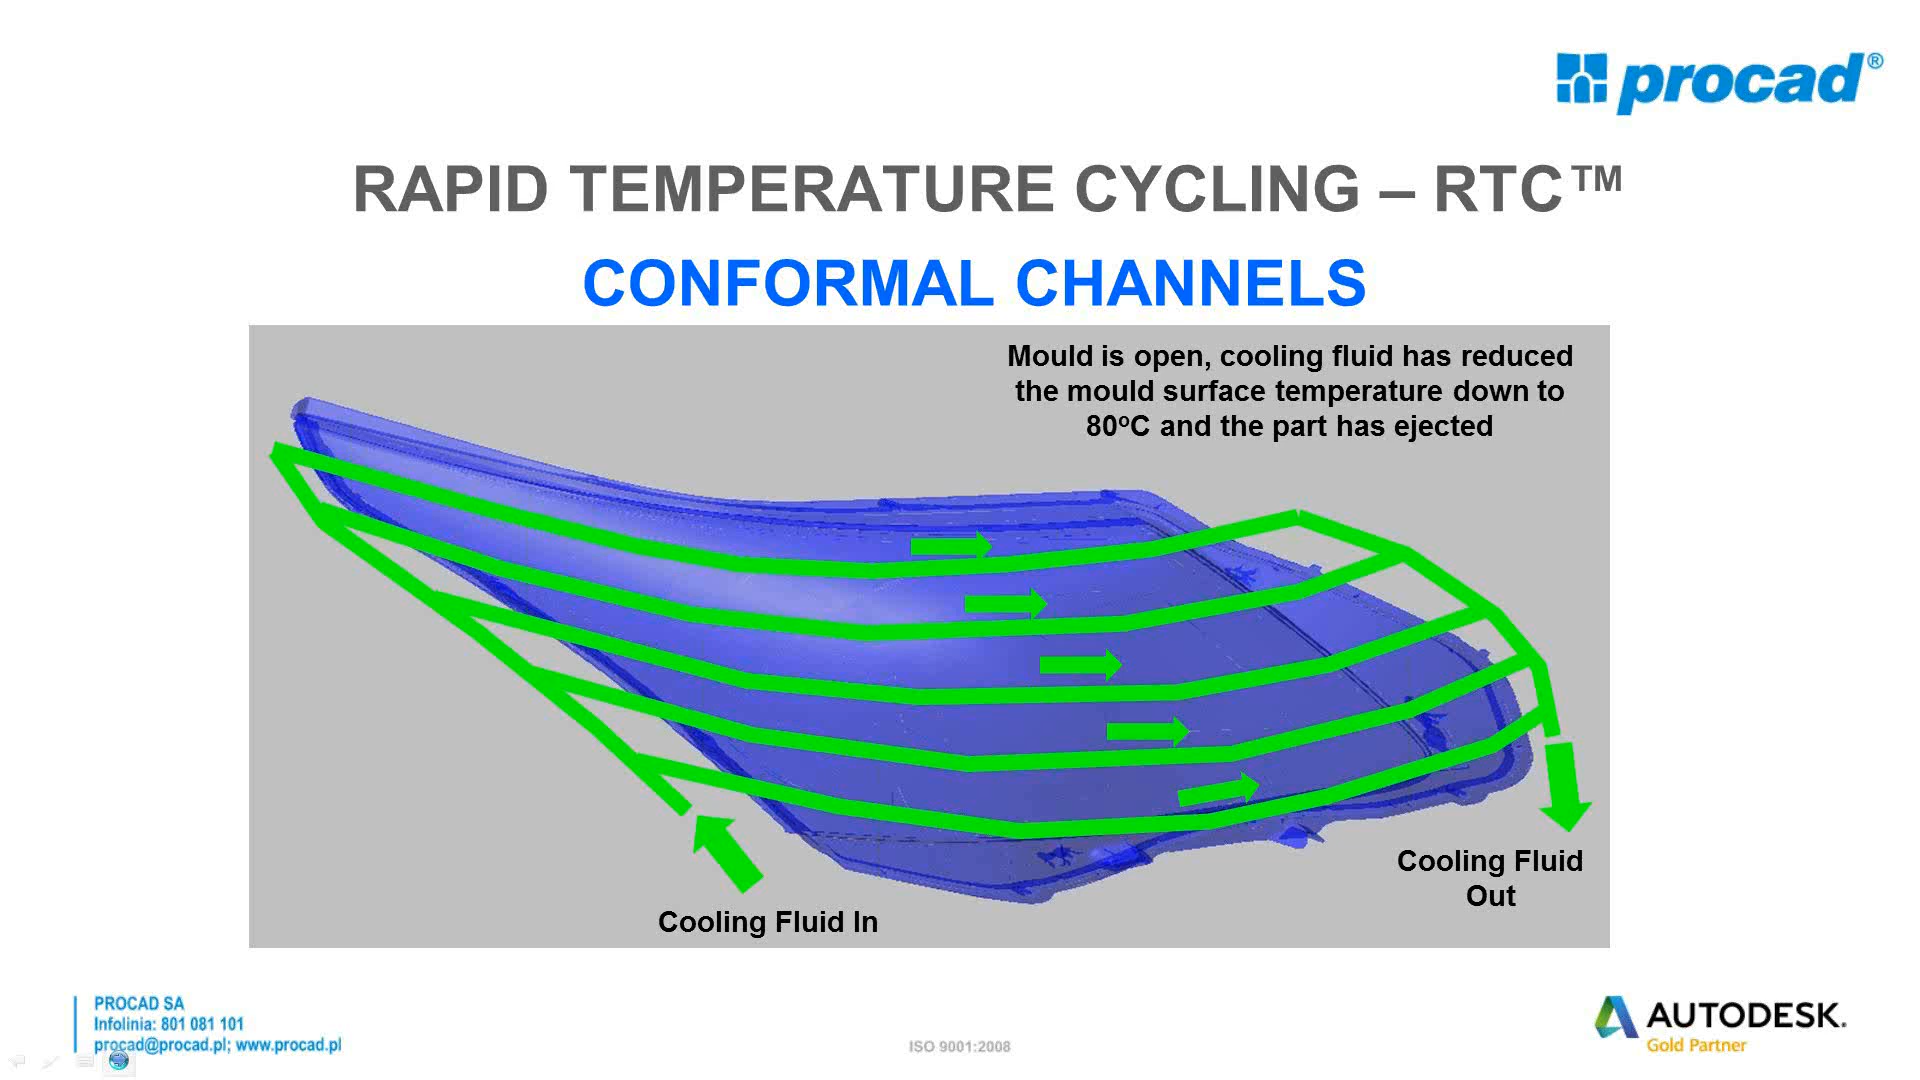 procad®
RAPID TEMPERATURE CYCLING – RTC™
CONFORMAL CHANNELS
Mould is open, cooling fluid has reduced
the mould surface temperature down to
80ºC and the part has ejected
Cooling Fluid
Out
Cooling Fluid In
PROCAD SA
Infolinia: 801 081 101
procad@procad.pl; www.procad.pl
ISO 9001:2008
AUTODESK.
Gold Partner